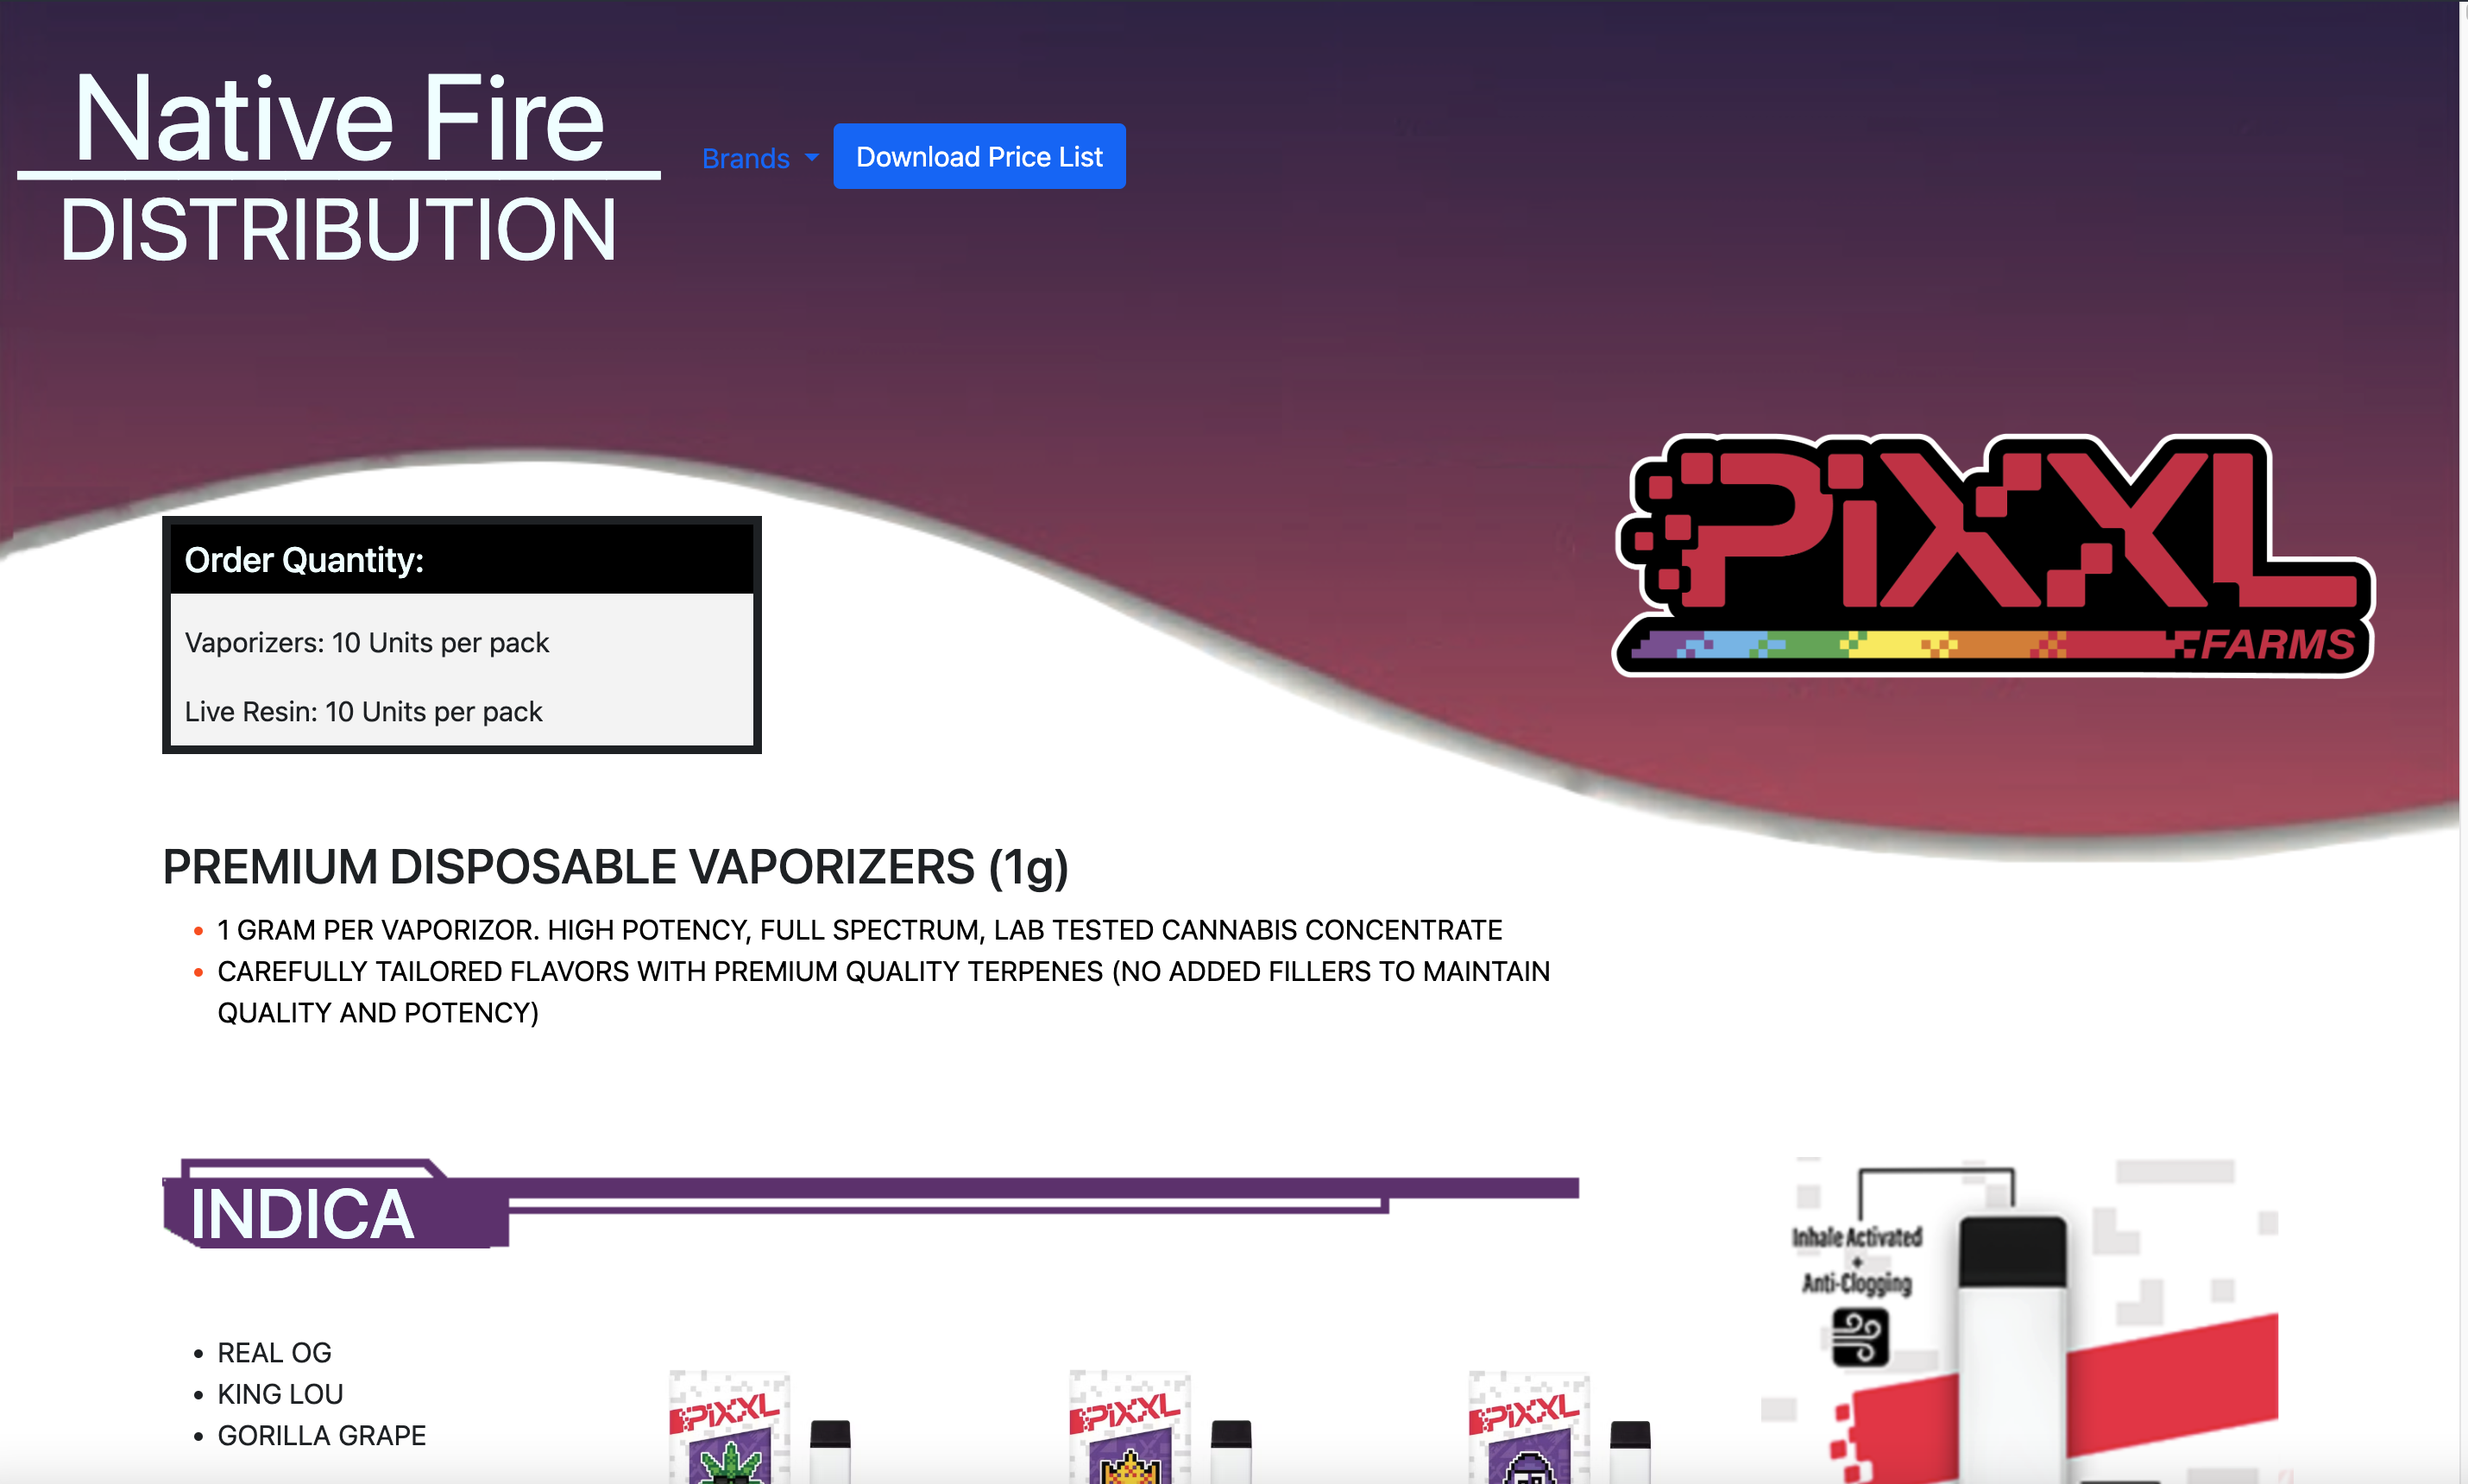 Native Fire
DISTRIBUTION
Brands
Download Price List
PiXXL
FARMS
Order Quantity:
Vaporizers: 10 Units per pack
Live Resin: 10 Units per pack
PREMIUM DISPOSABLE VAPORIZERS (1g)
1 GRAM PER VAPORIZOR. HIGH POTENCY, FULL SPECTRUM, LAB TESTED CANNABIS CONCENTRATE
CAREFULLY TAILORED FLAVORS WITH PREMIUM QUALITY TERPENES (NO ADDED FILLERS TO MAINTAIN
QUALITY AND POTENCY)
INDICA
Inhale Activated
+
Anti-Clogging
REAL OG
KING LOU
GORILLA GRAPE
PiXXL
PiXXL
PiXXL